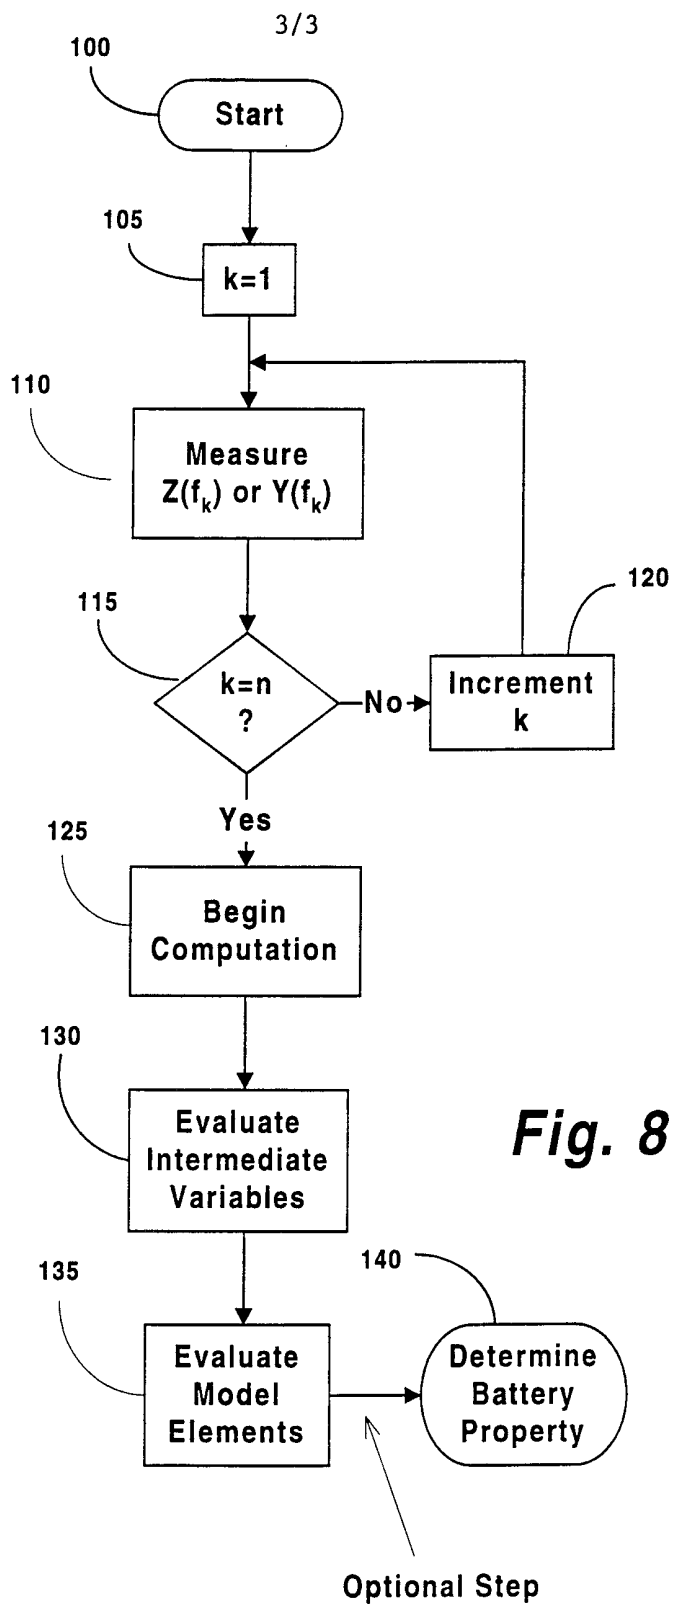 3/3
100
Start
105
k=1
110
Measure
Z(fk) or Y(fk)
115
k=n
?
No
120
Increment
k
Yes
125
Begin
Computation
130
Evaluate
Intermediate
Variables
Fig. 8
135
Evaluate
Model
Elements
140
Determine
Battery
Property
Optional Step